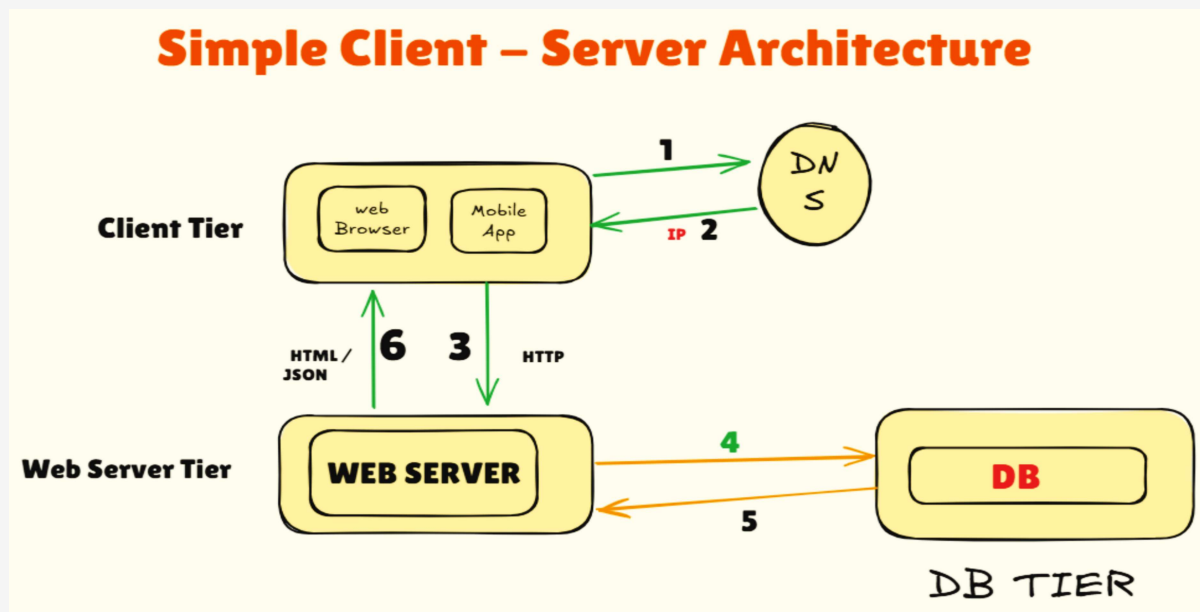 Simple Client – Server Architecture
1
DN
S
web
Browser
Mobile
App
Client Tier
IP 2
6
3
HTML /
JSON
HTTP
4
Web Server Tier
WEB SERVER
DB
5
DB TIER